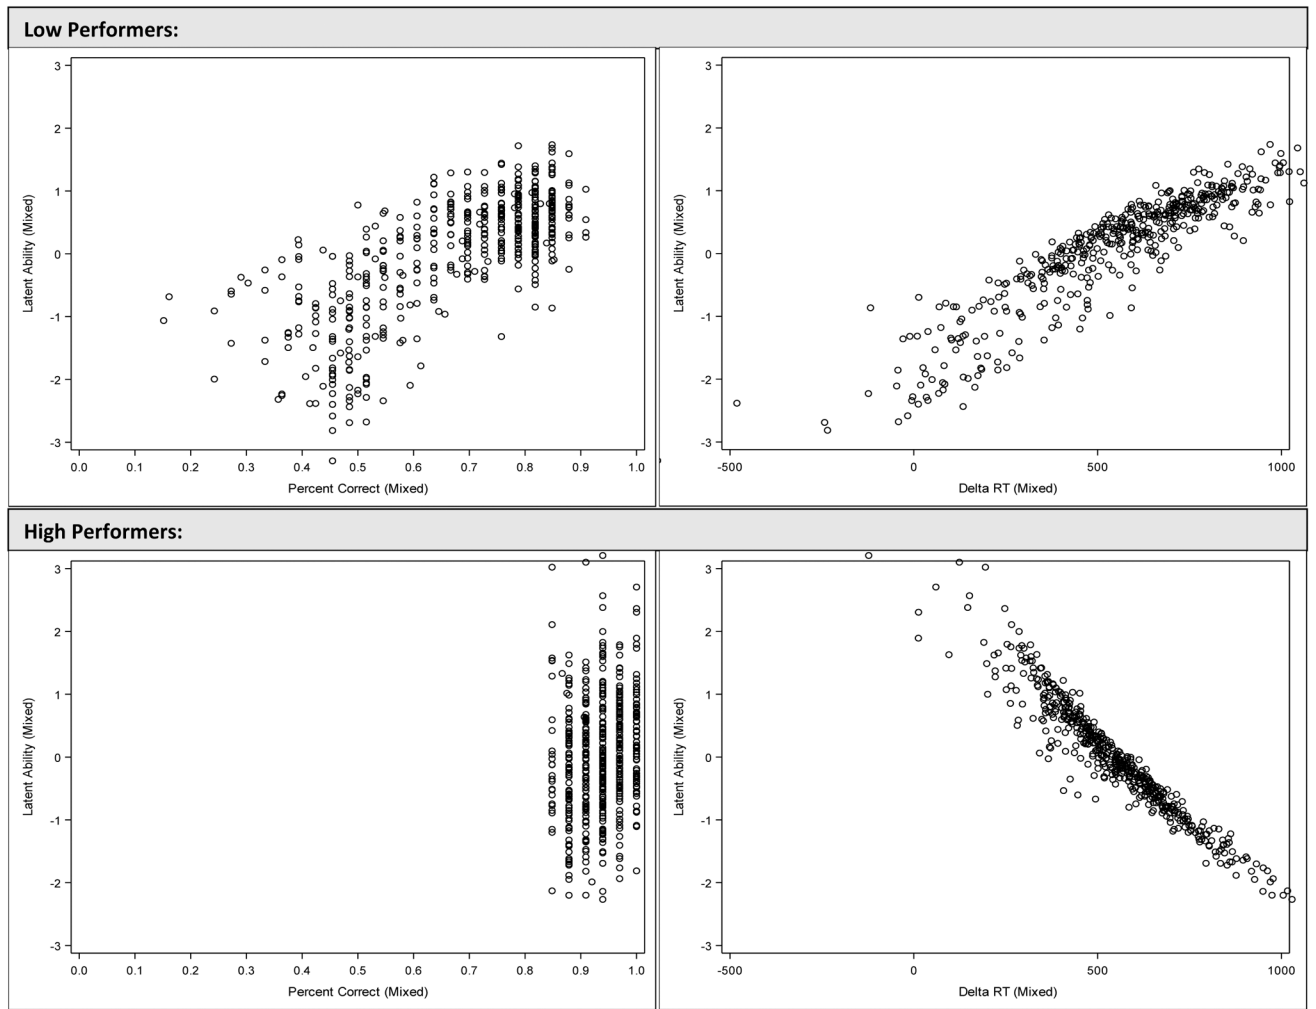 Low Performers:
3
2
1
0
-1
-2
-3
Latent Ability (Mixed)
0.0 0.1 0.2 0.3 0.4 0.5 0.6 0.7 0.8 0.9 1.0
Percent Correct (Mixed)
3
2
1
0
-1
-2
-3
Latent Ability (Mixed)
-500 0 500 1000
Delta RT (Mixed)
High Performers:
3
2
1
0
-1
-2
-3
Latent Ability (Mixed)
0.0 0.1 0.2 0.3 0.4 0.5 0.6 0.7 0.8 0.9 1.0
Percent Correct (Mixed)
3
2
1
0
-1
-2
-3
Latent Ability (Mixed)
-500 0 500 1000
Delta RT (Mixed)